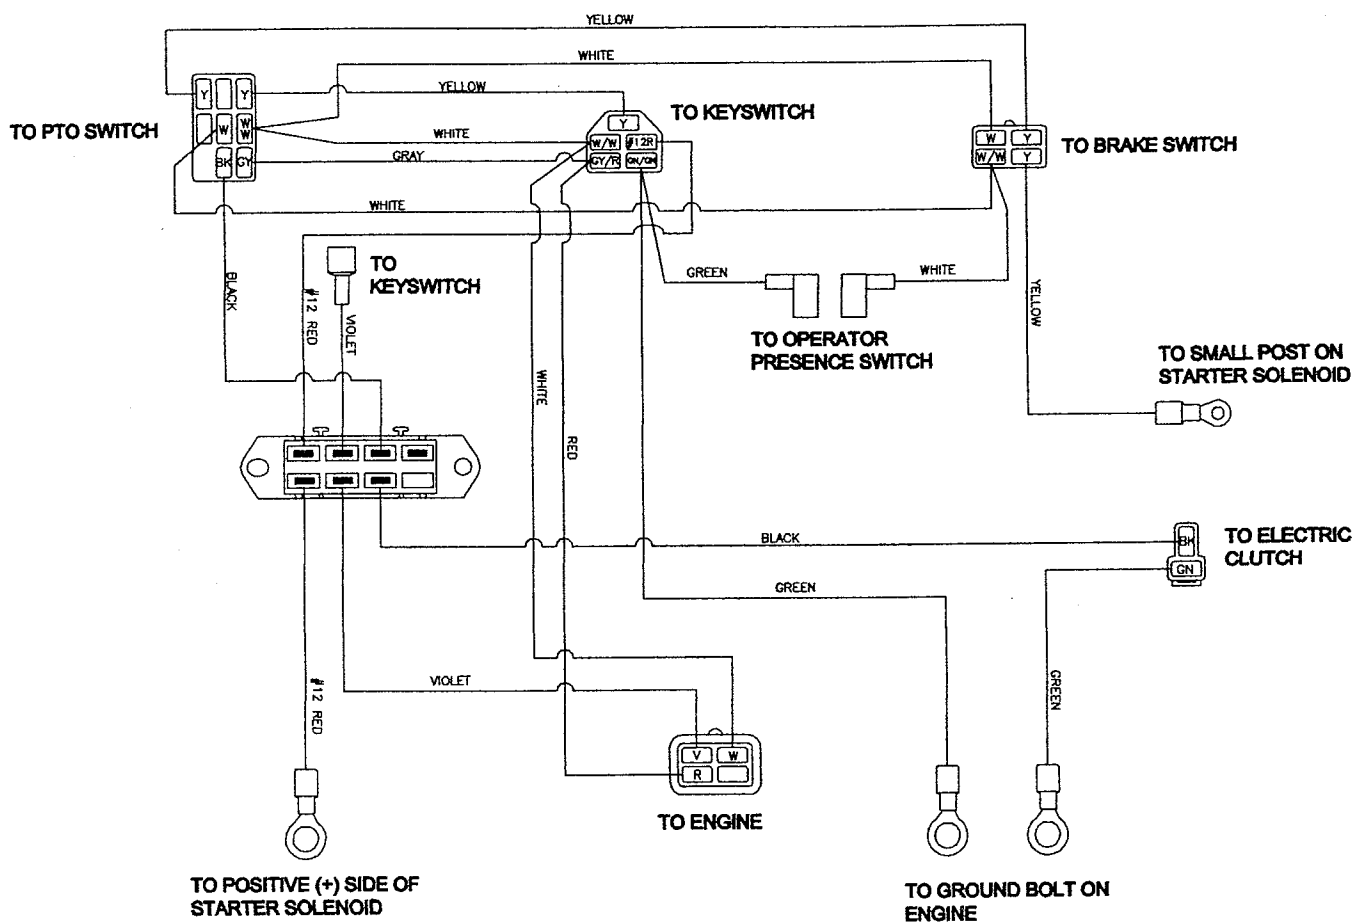 YELLOW
WHITE
YELLOW
Y
Y
TO PTO SWITCH
W
W
W
WHITE
BK
GY
GRAY
TO KEYSWITCH
Y
W/W
#12R
GY/R
GN/GN
W
Y
W/W
Y
TO BRAKE SWITCH
WHITE
BLACK
#12 RED
TO
KEYSWITCH
VIOLET
GREEN
WHITE
TO OPERATOR
PRESENCE SWITCH
YELLOW
TO SMALL POST ON
STARTER SOLENOID
WHITE
RED
BLACK
BK
GN
TO ELECTRIC
CLUTCH
GREEN
GREEN
VIOLET
#12 RED
V
W
R
TO ENGINE
TO POSITIVE (+) SIDE OF
STARTER SOLENOID
TO GROUND BOLT ON
ENGINE